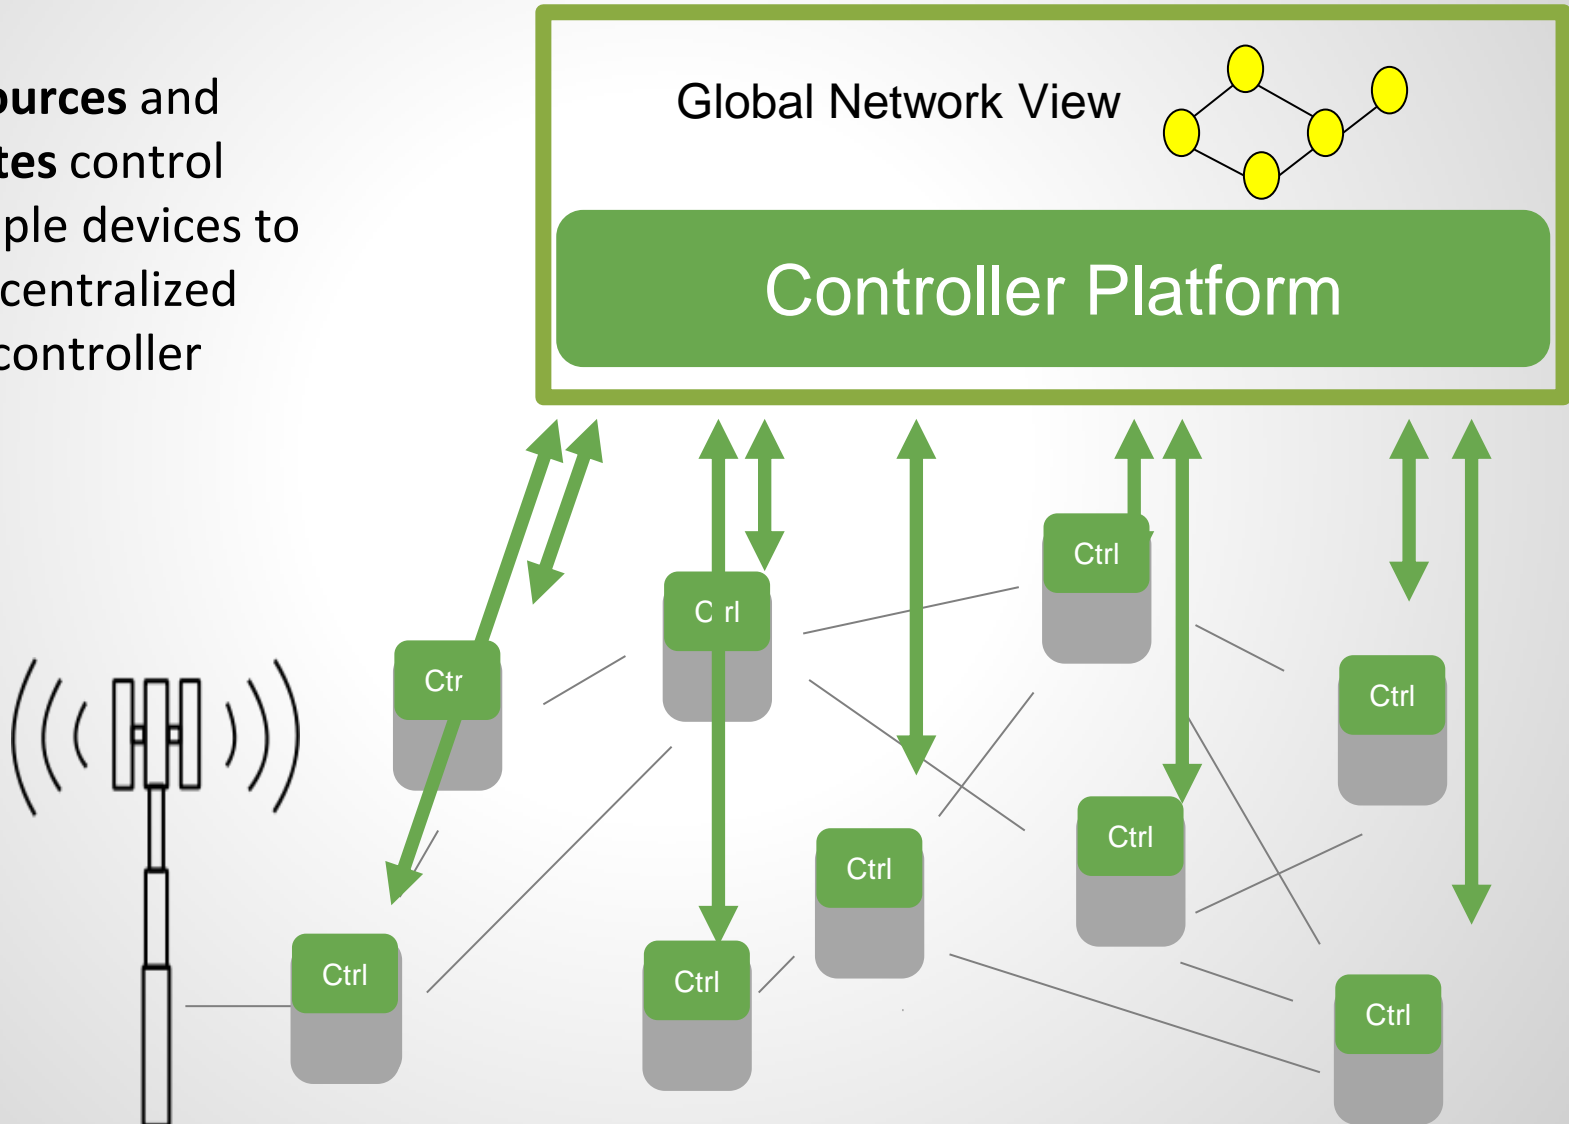 ources and
tes control
ple devices to
centralized
controller
Global Network View
Controller Platform
Ctrl
Ctrl
Ctr
Ctrl
Ctrl
Ctrl
Ctrl
Ctrl
Ctrl